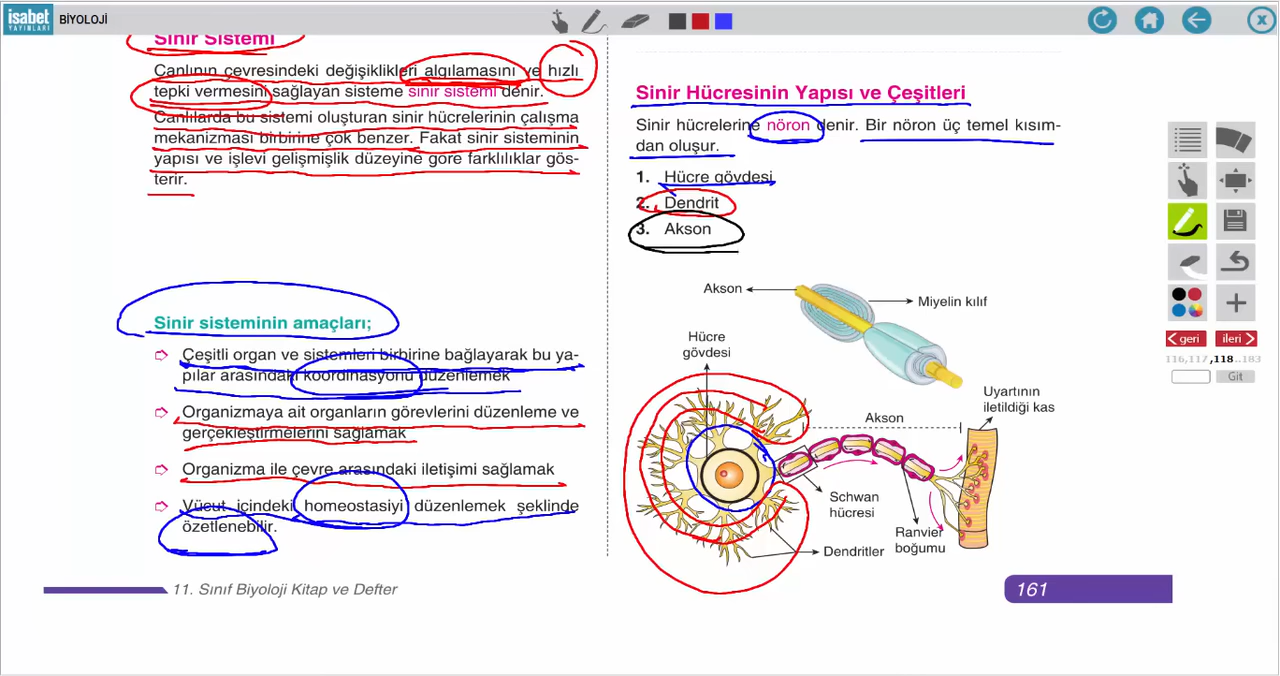 isabet
YAYINLARI
BİYOLOJİ
Sinir Sistemi
Canlının çevresindeki değişiklikleri algılamasını ve hızlı
tepki vermesini sağlayan sisteme sinir sistemi denir.
Canlılarda bu sistemi oluşturan sinir hücrelerinin çalışma
mekanizması birbirine çok benzer. Fakat sinir sisteminin
yapısı ve işlevi gelişmişlik düzeyine göre farklılıklar gös-
terir.
Sinir sisteminin amaçları;
Çeşitli organ ve sistemleri birbirine bağlayarak bu ya-
pılar arasındaki koordinasyonu düzenlemek
Organizmaya ait organların görevlerini düzenleme ve
gerçekleştirmelerini sağlamak
Organizma ile çevre arasındaki iletişimi sağlamak
Vücut içindeki homeostasiyi düzenlemek şeklinde
özetlenebilir.
11. Sınıf Biyoloji Kitap ve Defter
Sinir Hücresinin Yapısı ve Çeşitleri
Sinir hücrelerine nöron denir. Bir nöron üç temel kısım-
dan oluşur.
1. Hücre gövdesi
2. Dendrit
3. Akson
Akson
Miyelin kılıf
Hücre
gövdesi
Uyartının
iletildiği kas
Akson
Schwan
hücresi
Ranvier
boğumu
Dendritler
161
geri
ileri
116,117,118...183
Git